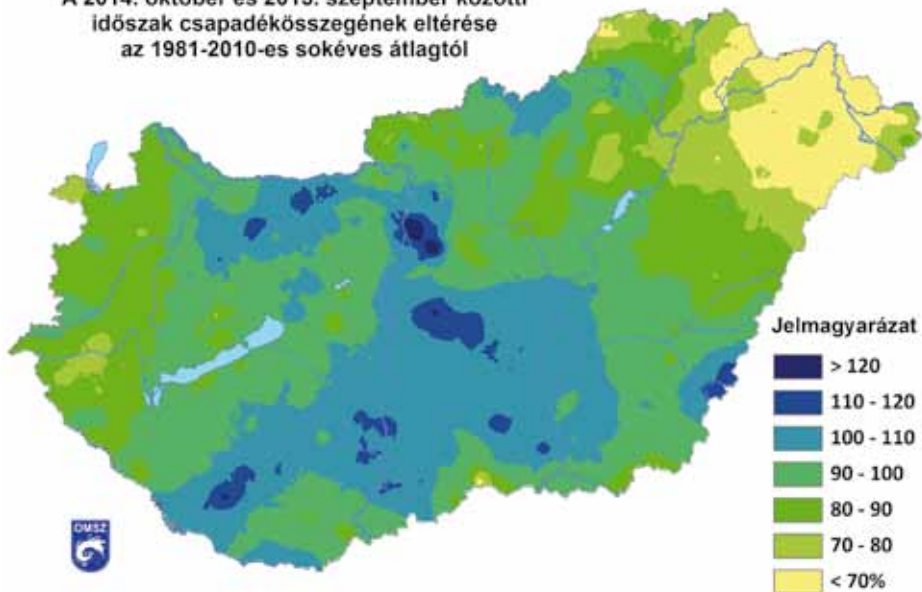 A 2014. október és 2015. szeptember közötti
időszak csapadékösszegének eltérése
az 1981-2010-es sokéves átlagtól
Jelmagyarázat
> 120
110 - 120
100 - 110
90 - 100
80 - 90
70 - 80
< 70%
OMSZ